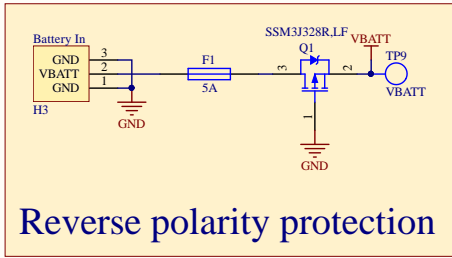 Battery In
SSM3J328R,LF
VBATT
GND 3
VBATT 2
GND 1
F1
5A
Q1
3
2
1
TP9
VBATT
H3
GND
GND
Reverse polarity protection